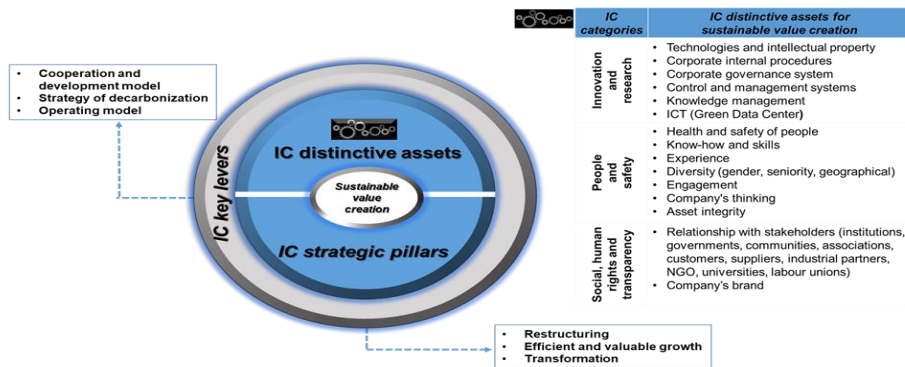 • Cooperation and
development model
• Strategy of decarbonization
• Operating model
IC key levers
IC distinctive assets
Sustainable
value
creation
IC strategic pillars
• Restructuring
• Efficient and valuable growth
• Transformation
IC
categories
IC distinctive assets for
sustainable value creation
Innovation
and
research
• Technologies and intellectual property
• Corporate internal procedures
• Corporate governance system
• Control and management systems
• Knowledge management
• ICT (Green Data Center)
People
and
safety
• Health and safety of people
• Know-how and skills
• Experience
• Diversity (gender, seniority, geographical)
• Engagement
• Company's thinking
• Asset integrity
Social, human
rights and
transparency
• Relationship with stakeholders (institutions,
governments, communities, associations,
customers, suppliers, industrial partners,
NGO, universities, labour unions)
• Company's brand